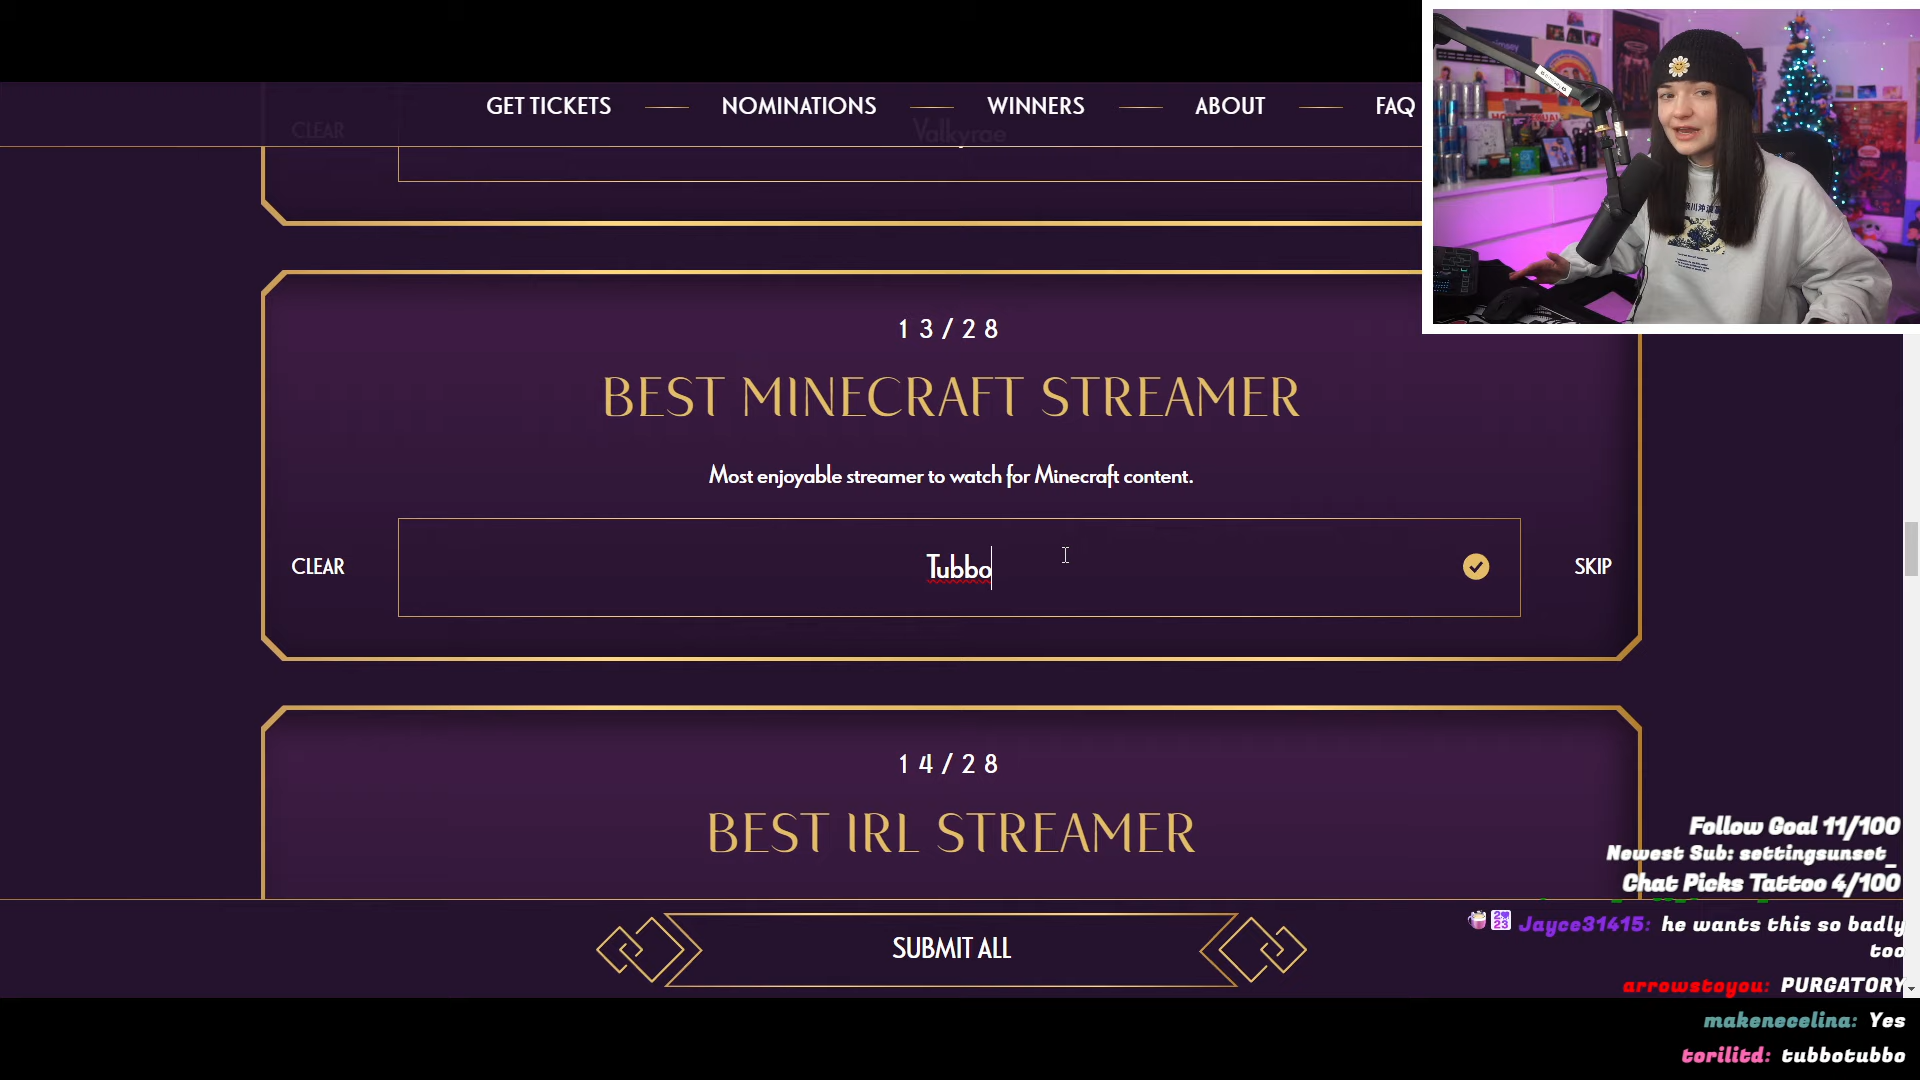 GET TICKETS
NOMINATIONS
WINNERS
ABOUT
FAQ
CLEAR
Valkyrae
13/28
BEST MINECRAFT STREAMER
Most enjoyable streamer to watch for Minecraft content.
CLEAR
Tubbo
SKIP
14/28
BEST IRL STREAMER
SUBMIT ALL
Follow Goal 11/100
Newest Sub: settingsunset_
Chat Picks Tattoo 4/100
Jayce31415: he wants this so badly
too
arrowstoyou: PURGATORY
makenecelina: Yes
torilitd: tubbotubbo